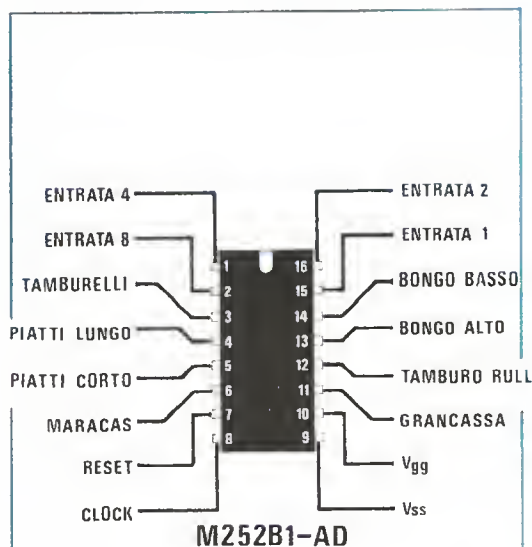 ENTRATA 4
ENTRATA 2
ENTRATA 8
ENTRATA 1
TAMBURELLI
BONGO BASSO
PIATTI LUNGO
BONGO ALTO
PIATTI CORTO
TAMBURO RULL
MARACAS
GRANCASSA
RESET
Vgg
CLOCK
Vss
1 16
2 15
3 14
4 13
5 12
6 11
7 10
8 9
M252B1-AD